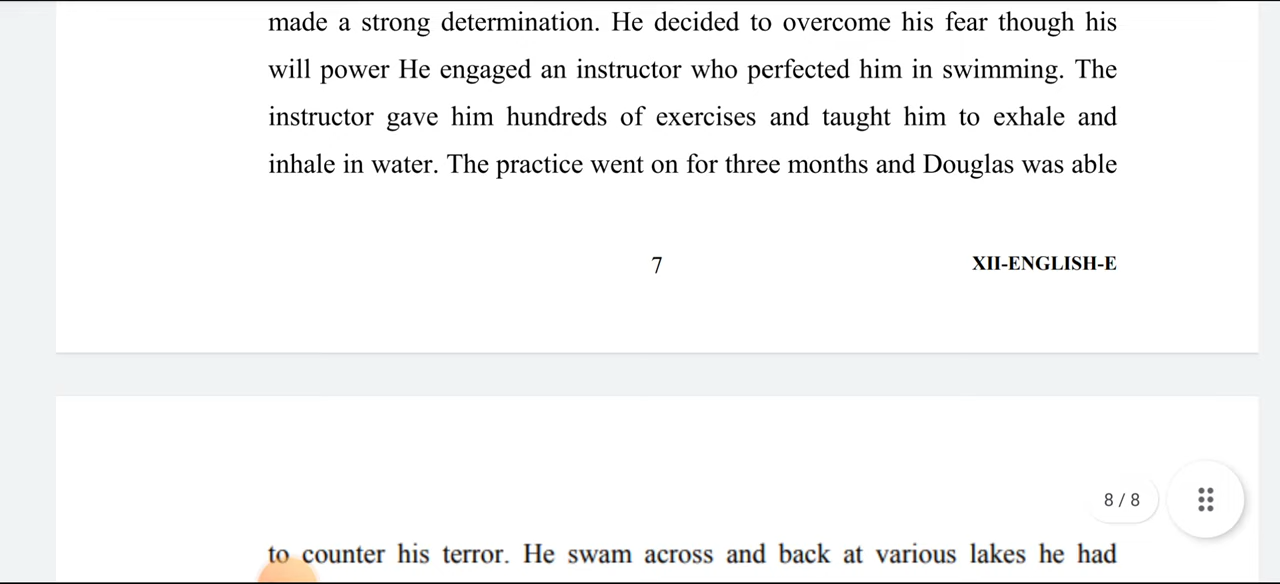 made a strong determination. He decided to overcome his fear though his
will power He engaged an instructor who perfected him in swimming. The
instructor gave him hundreds of exercises and taught him to exhale and
inhale in water. The practice went on for three months and Douglas was able
7 XII-ENGLISH-E
8 / 8
to counter his terror. He swam across and back at various lakes he had